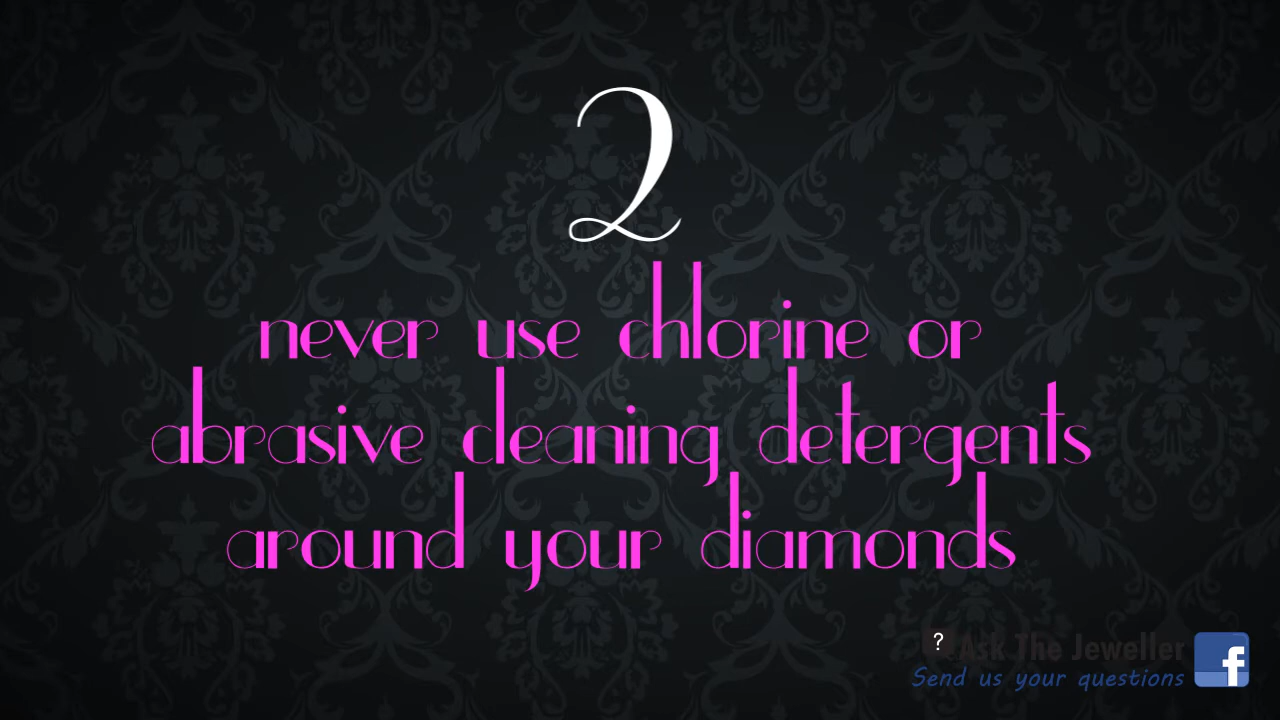 2
never use chlorine or
abrasive cleaning detergents
around your diamonds
? Ask The Jeweller
Send us your questions
f